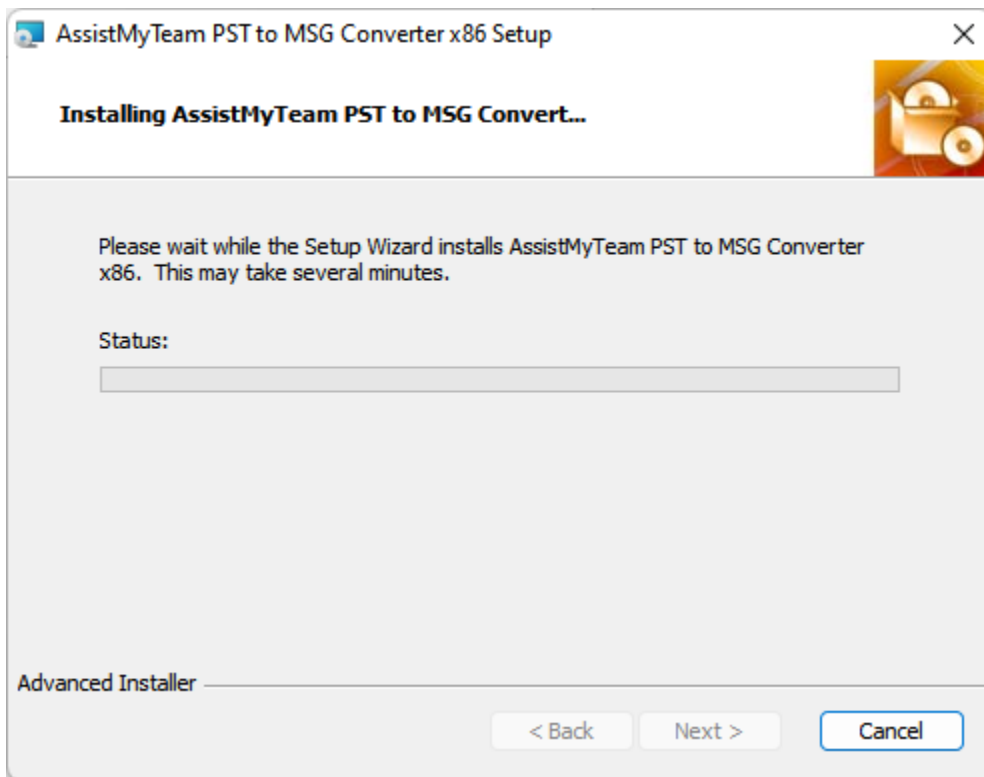 AssistMyTeam PST to MSG Converter x86 Setup
Installing AssistMyTeam PST to MSG Convert...
Please wait while the Setup Wizard installs AssistMyTeam PST to MSG Converter
x86.  This may take several minutes.
Status:
Advanced Installer
< Back
Next >
Cancel